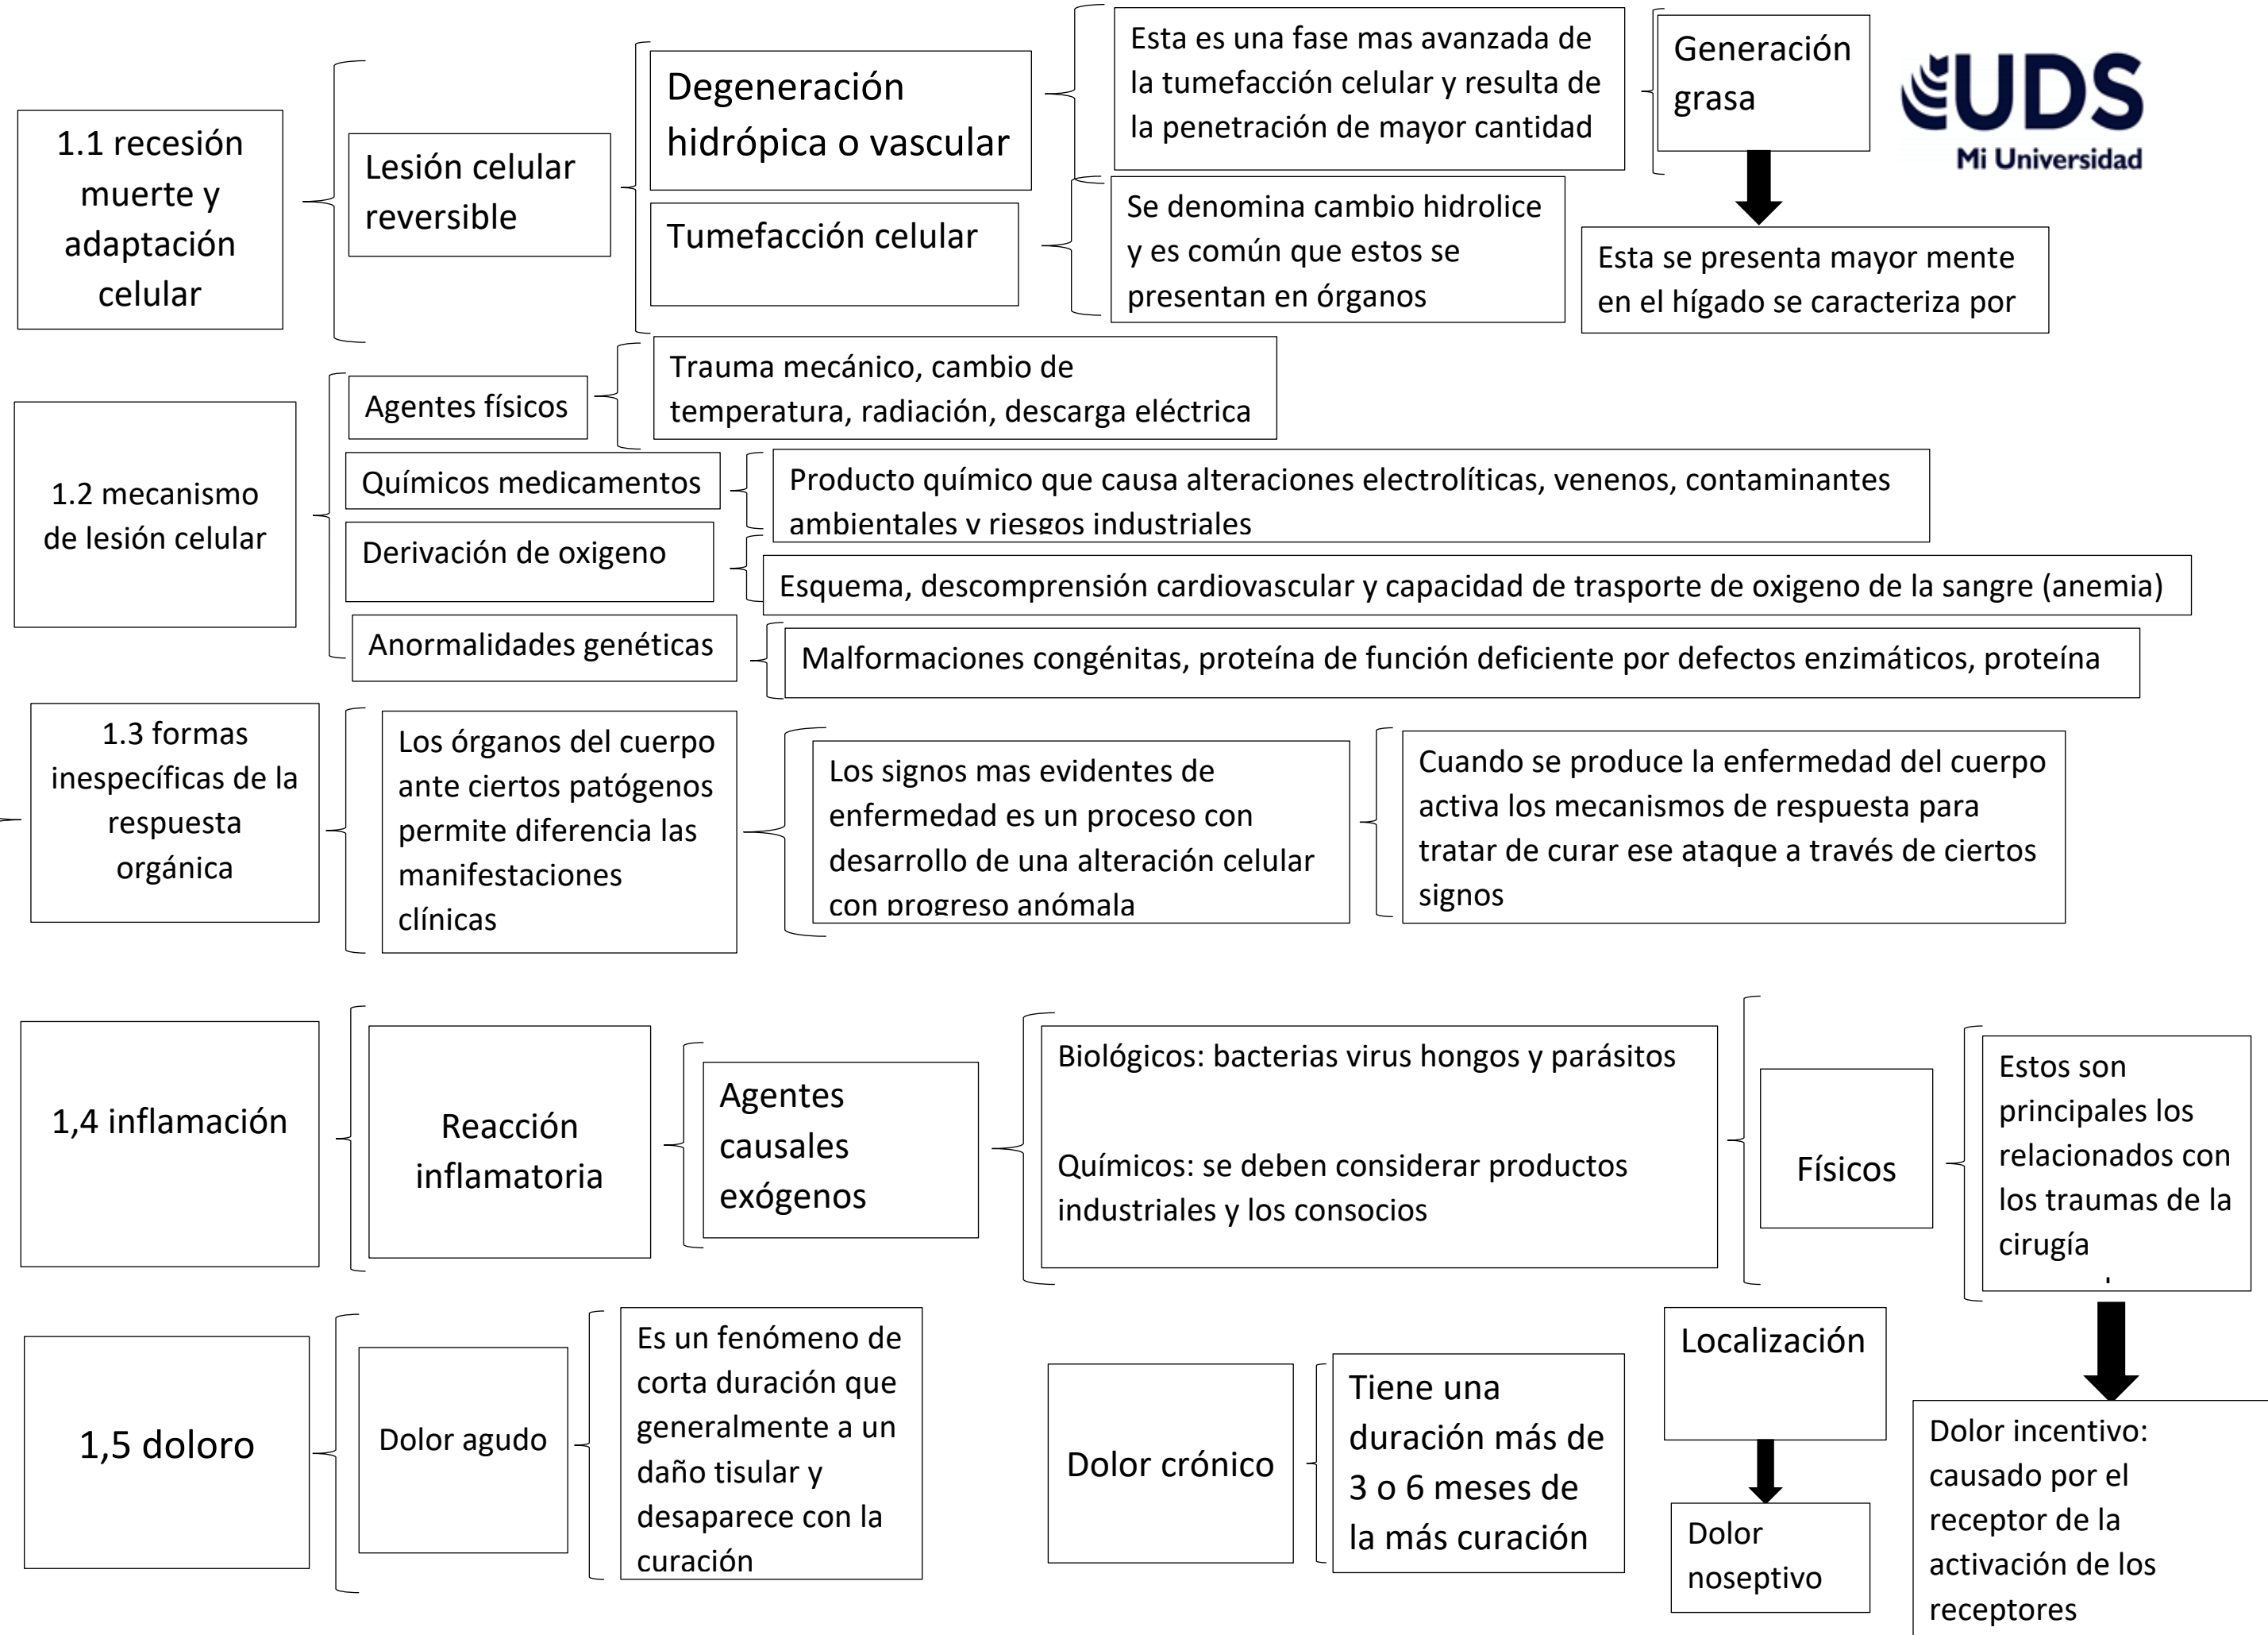 1.1 recesión
muerte y
adaptación
celular
Lesión celular
reversible
Degeneración
hidrópica o vascular
Esta es una fase mas avanzada de
la tumefacción celular y resulta de
la penetración de mayor cantidad
Generación
grasa
UDS
Mi Universidad
Tumefacción celular
Se denomina cambio hidrolice
y es común que estos se
presentan en órganos
Esta se presenta mayor mente
en el hígado se caracteriza por
1.2 mecanismo
de lesión celular
Agentes físicos
Trauma mecánico, cambio de
temperatura, radiación, descarga eléctrica
Químicos medicamentos
Producto químico que causa alteraciones electrolíticas, venenos, contaminantes
ambientales y riesgos industriales
Derivación de oxigeno
Esquema, descomprensión cardiovascular y capacidad de trasporte de oxigeno de la sangre (anemia)
Anormalidades genéticas
Malformaciones congénitas, proteína de función deficiente por defectos enzimáticos, proteína
1.3 formas
inespecíficas de la
respuesta
orgánica
Los órganos del cuerpo
ante ciertos patógenos
permite diferencia las
manifestaciones
clínicas
Los signos mas evidentes de
enfermedad es un proceso con
desarrollo de una alteración celular
con progreso anómala
Cuando se produce la enfermedad del cuerpo
activa los mecanismos de respuesta para
tratar de curar ese ataque a través de ciertos
signos
1,4 inflamación
Reacción
inflamatoria
Agentes
causales
exógenos
Biológicos: bacterias virus hongos y parásitos
Químicos: se deben considerar productos
industriales y los consocios
Físicos
Estos son
principales los
relacionados con
los traumas de la
cirugía
1,5 doloro
Dolor agudo
Es un fenómeno de
corta duración que
generalmente a un
daño tisular y
desaparece con la
curación
Dolor crónico
Tiene una
duración más de
3 o 6 meses de
la más curación
Localización
Dolor
noseptivo
Dolor incentivo:
causado por el
receptor de la
activación de los
receptores